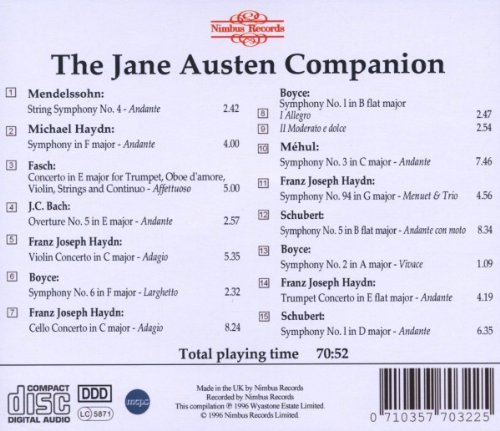 Nimbus Records
The Jane Austen Companion
1 Mendelssohn:
String Symphony No. 4 - Andante 2.42
2 Michael Haydn:
Symphony in F major - Andante 4.00
3 Fasch:
Concerto in E major for Trumpet, Oboe d'amore,
Violin, Strings and Continuo - Affettuoso 5.00
4 J.C. Bach:
Overture No. 5 in E major - Andante 2.57
5 Franz Joseph Haydn:
Violin Concerto in C major - Adagio 5.35
6 Boyce:
Symphony No. 6 in F major - Larghetto 2.32
7 Franz Joseph Haydn:
Cello Concerto in C major - Adagio 8.24
Boyce:
Symphony No. 1 in B flat major
8 I Allegro 2.47
9 II Moderato e dolce 2.54
10 Méhul:
Symphony No. 3 in C major - Andante 7.46
11 Franz Joseph Haydn:
Symphony No. 94 in G major - Menuet & Trio 4.56
12 Schubert:
Symphony No. 5 in B flat major - Andante con moto 8.34
13 Boyce:
Symphony No. 2 in A major - Vivace 1.09
14 Franz Joseph Haydn:
Trumpet Concerto in E flat major - Andante 4.19
15 Schubert:
Symphony No. 1 in D major - Andante 6.35
Total playing time 70:52
COMPACT
disc
DIGITAL AUDIO
DDD
LC 5871
mcps
Made in the UK by Nimbus Records
Recorded by Nimbus Records
This compilation ℗ 1996 Wyastone Estate Limited.
© 1996 Nimbus Records Limited.
0 710357 703225